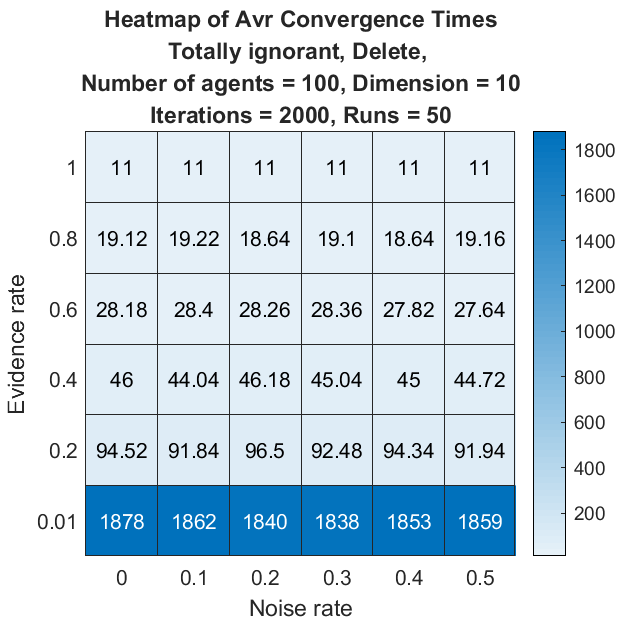 Heatmap of Avr Convergence Times
Totally ignorant, Delete,
Number of agents = 100, Dimension = 10
Iterations = 2000, Runs = 50
1 11 11 11 11 11 11
0.8 19.12 19.22 18.64 19.1 18.64 19.16
0.6 28.18 28.4 28.26 28.36 27.82 27.64
0.4 46 44.04 46.18 45.04 45 44.72
0.2 94.52 91.84 96.5 92.48 94.34 91.94
0.01 1878 1862 1840 1838 1853 1859
0 0.1 0.2 0.3 0.4 0.5
Noise rate
Evidence rate
1800
1600
1400
1200
1000
800
600
400
200